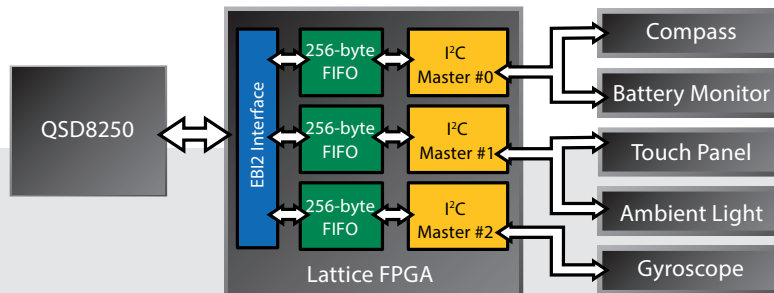 QSD8250
EBI2 Interface
256-byte
FIFO
I²C
Master #0
256-byte
FIFO
I²C
Master #1
256-byte
FIFO
I²C
Master #2
Lattice FPGA
Compass
Battery Monitor
Touch Panel
Ambient Light
Gyroscope